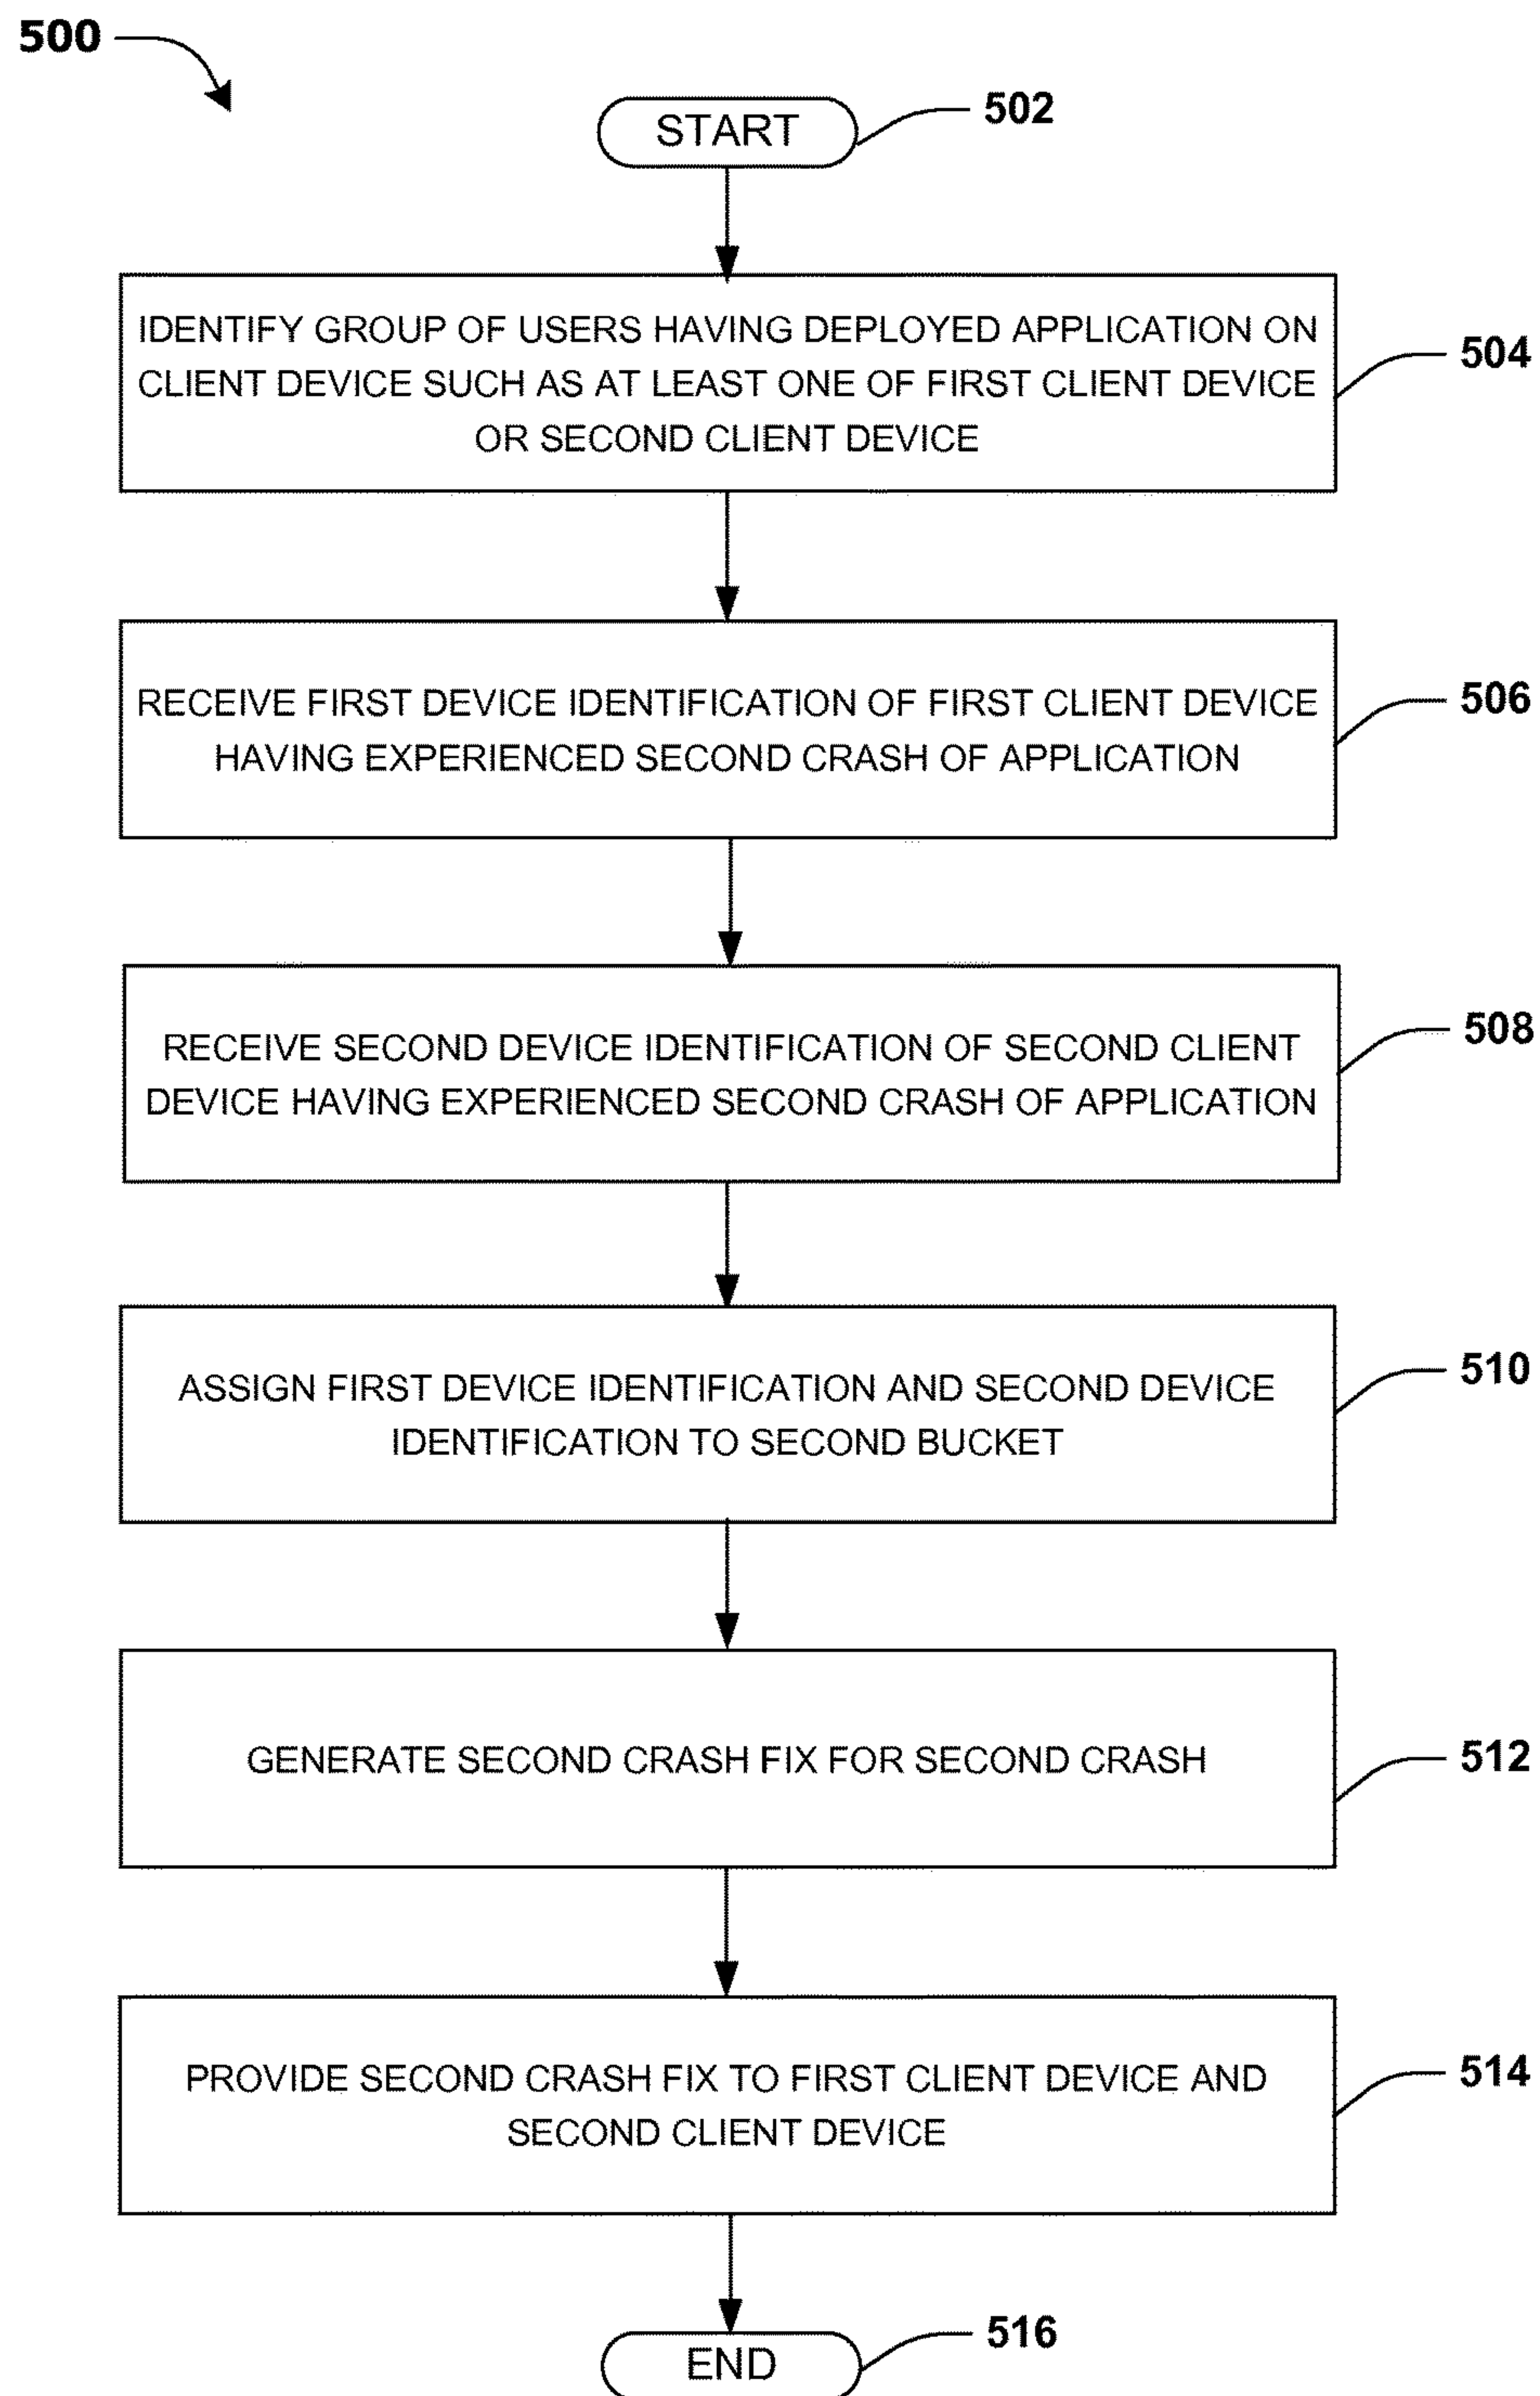 500
START
502
IDENTIFY GROUP OF USERS HAVING DEPLOYED APPLICATION ON
CLIENT DEVICE SUCH AS AT LEAST ONE OF FIRST CLIENT DEVICE
OR SECOND CLIENT DEVICE
504
RECEIVE FIRST DEVICE IDENTIFICATION OF FIRST CLIENT DEVICE
HAVING EXPERIENCED SECOND CRASH OF APPLICATION
506
RECEIVE SECOND DEVICE IDENTIFICATION OF SECOND CLIENT
DEVICE HAVING EXPERIENCED SECOND CRASH OF APPLICATION
508
ASSIGN FIRST DEVICE IDENTIFICATION AND SECOND DEVICE
IDENTIFICATION TO SECOND BUCKET
510
GENERATE SECOND CRASH FIX FOR SECOND CRASH
512
PROVIDE SECOND CRASH FIX TO FIRST CLIENT DEVICE AND
SECOND CLIENT DEVICE
514
END
516